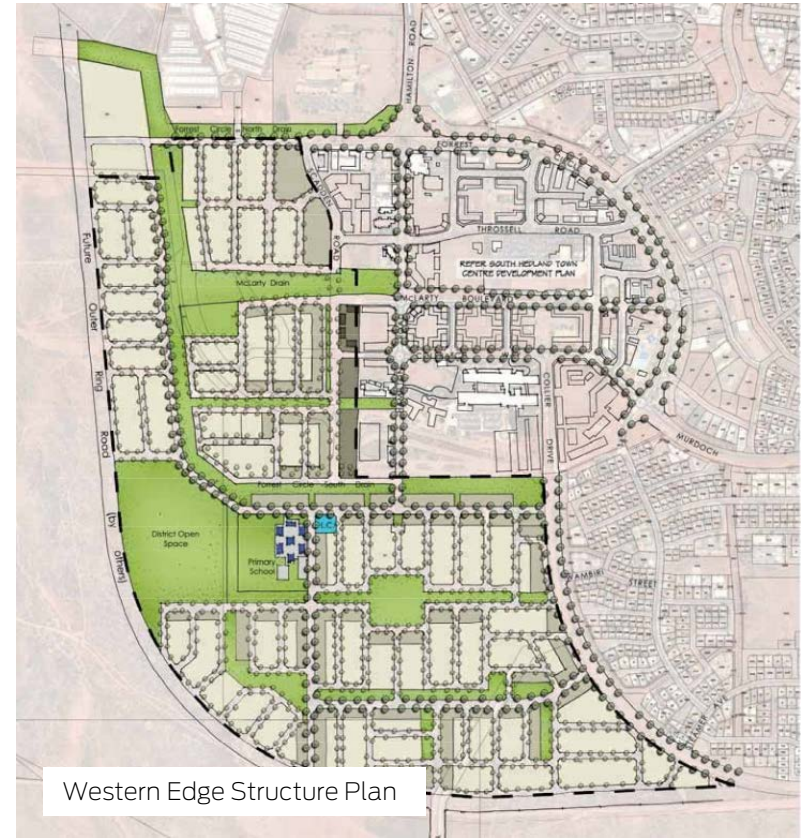 HAMILTON ROAD
Forrest Circle North Drain
FORREST
ROAD
THROSSELL ROAD
REFER SOUTH HEDLAND TOWN
CENTRE DEVELOPMENT PLAN
McLarty Drain
McLARTY BOULEVARD
Future Outer Ring Road (by others)
COLLIER DRIVE
MURDOCH
Forrest Circle South Drain
District Open
Space
Primary
School
STREET
Western Edge Structure Plan